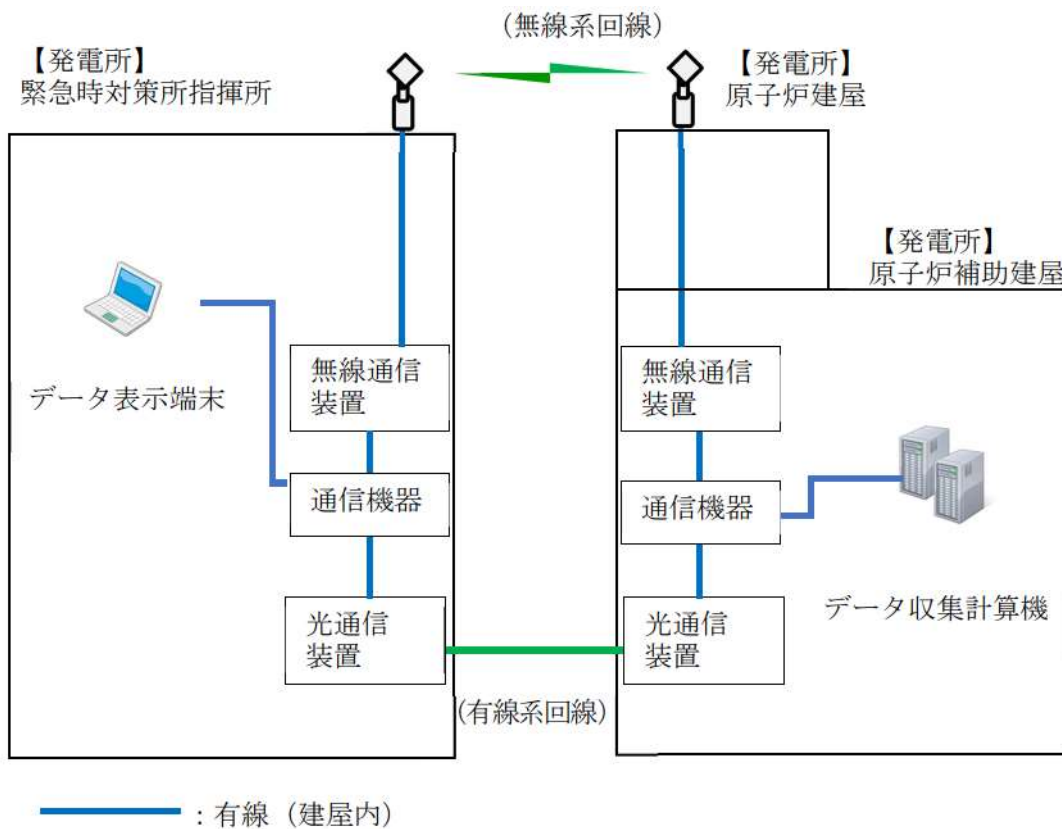 (無線系回線)
【発電所】
緊急時対策所指揮所
【発電所】
原子炉建屋
【発電所】
原子炉補助建屋
データ表示端末
無線通信
装置
通信機器
光通信
装置
無線通信
装置
通信機器
光通信
装置
データ収集計算機
(有線系回線)
:有線(建屋内)